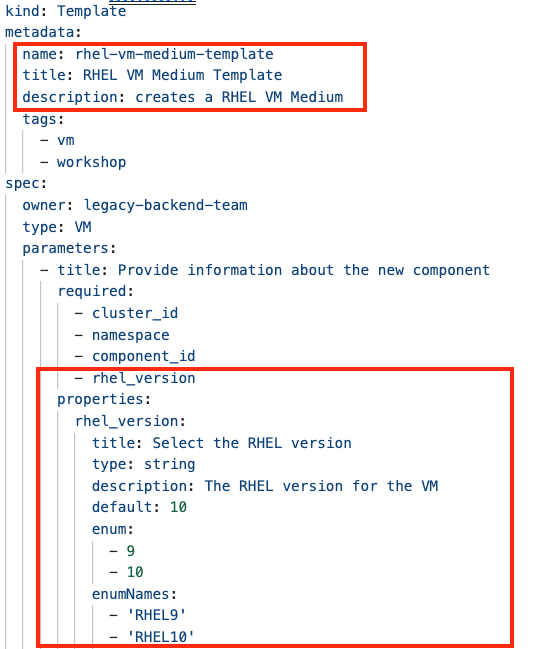 kind: Template
metadata:
  name: rhel-vm-medium-template
  title: RHEL VM Medium Template
  description: creates a RHEL VM Medium
  tags:
    - vm
    - workshop
spec:
  owner: legacy-backend-team
  type: VM
  parameters:
    - title: Provide information about the new component
      required:
        - cluster_id
        - namespace
        - component_id
        - rhel_version
      properties:
        rhel_version:
          title: Select the RHEL version
          type: string
          description: The RHEL version for the VM
          default: 10
          enum:
            - 9
            - 10
          enumNames:
            - 'RHEL9'
            - 'RHEL10'